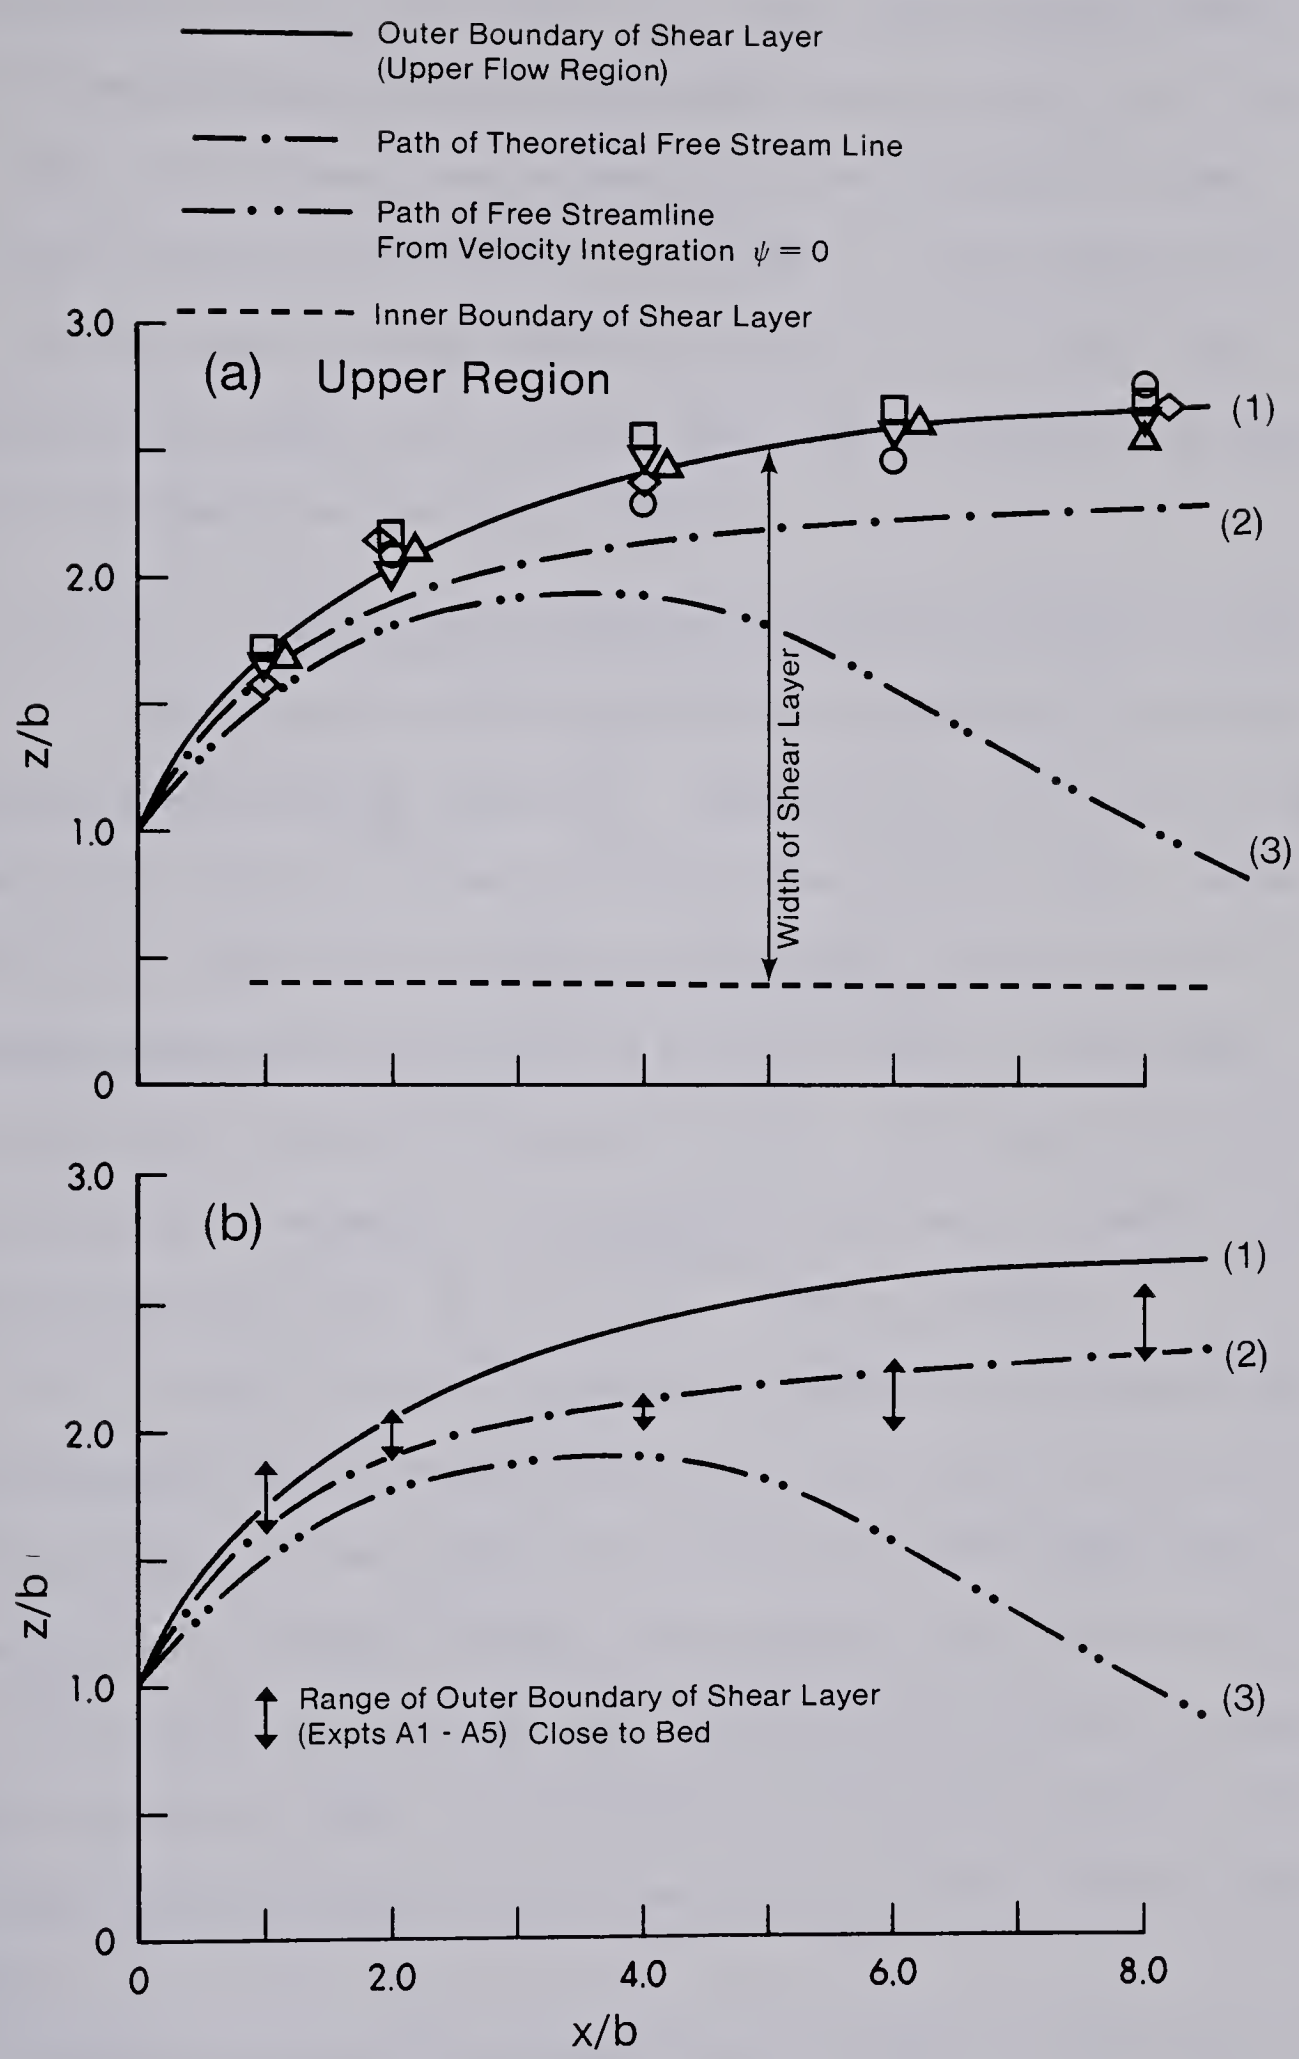 Outer Boundary of Shear Layer
(Upper Flow Region)
Path of Theoretical Free Stream Line
Path of Free Streamline
From Velocity Integration ψ = 0
Inner Boundary of Shear Layer
3.0
(a) Upper Region
(1)
(2)
2.0
z/b
Width of Shear Layer
1.0
(3)
0
3.0
(b)
(1)
(2)
2.0
z/b
1.0
Range of Outer Boundary of Shear Layer
(Expts A1 - A5) Close to Bed
(3)
0
0 2.0 4.0 6.0 8.0
x/b